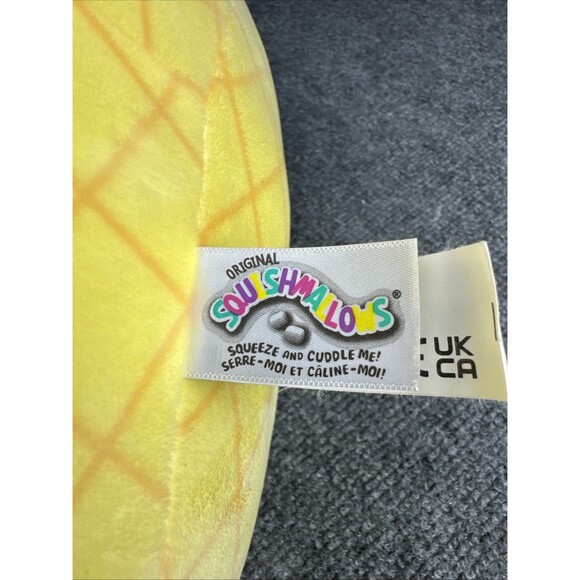 ORIGINAL
SQUISHMALLOWS®
SQUEEZE AND CUDDLE ME!
SERRE-MOI ET CÂLINE-MOI!
UK
CA